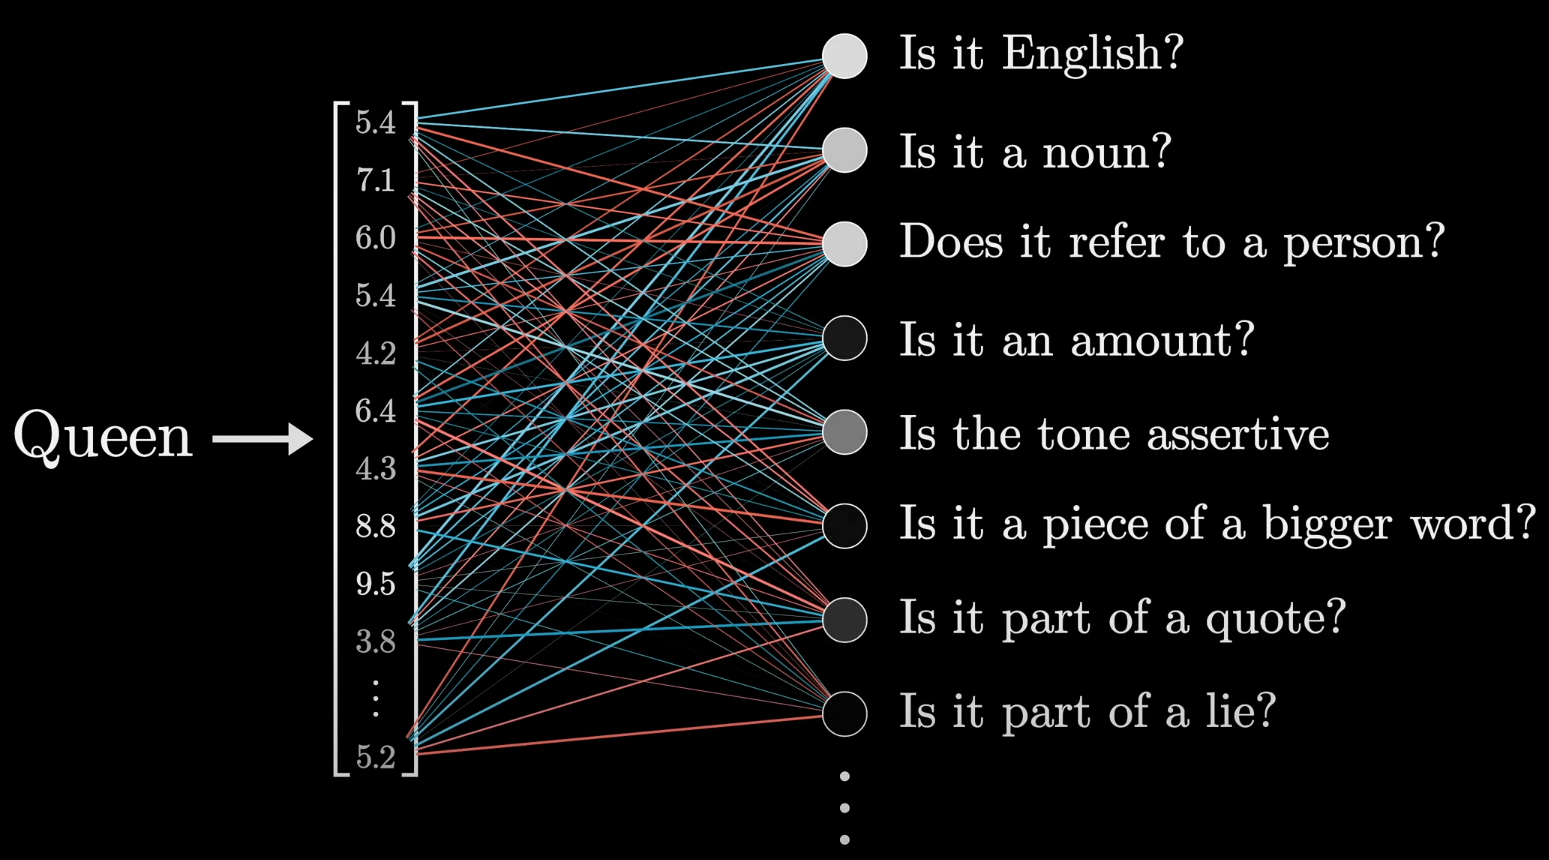 Is it English?
5.4
Is it a noun?
7.1
6.0
Does it refer to a person?
5.4
Is it an amount?
4.2
6.4
Queen
Is the tone assertive
4.3
8.8
Is it a piece of a bigger word?
9.5
Is it part of a quote?
3.8
Is it part of a lie?
5.2